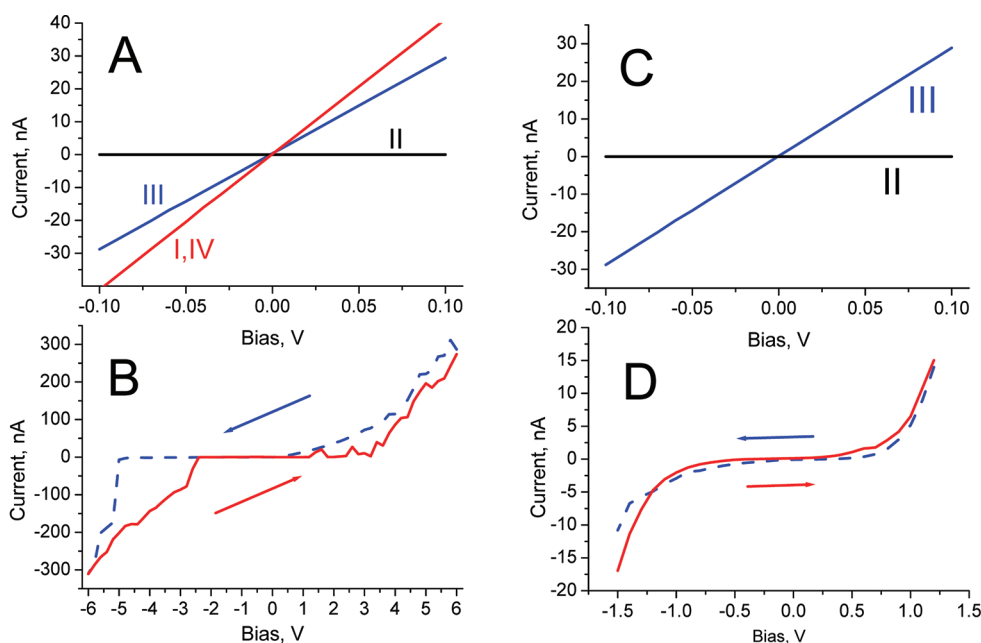 A
40
30
20
10
0
-10
-20
-30
Current, nA
II
III
I,IV
-0.10
-0.05
0.00
0.05
0.10
Bias, V
C
30
20
10
0
-10
-20
-30
Current, nA
III
II
-0.10
-0.05
0.00
0.05
0.10
Bias, V
B
300
200
100
0
-100
-200
-300
Current, nA
-6 -5 -4 -3 -2 -1 0 1 2 3 4 5 6
Bias, V
D
20
15
10
5
0
-5
-10
-15
-20
Current, nA
-1.5 -1.0 -0.5 0.0 0.5 1.0 1.5
Bias, V